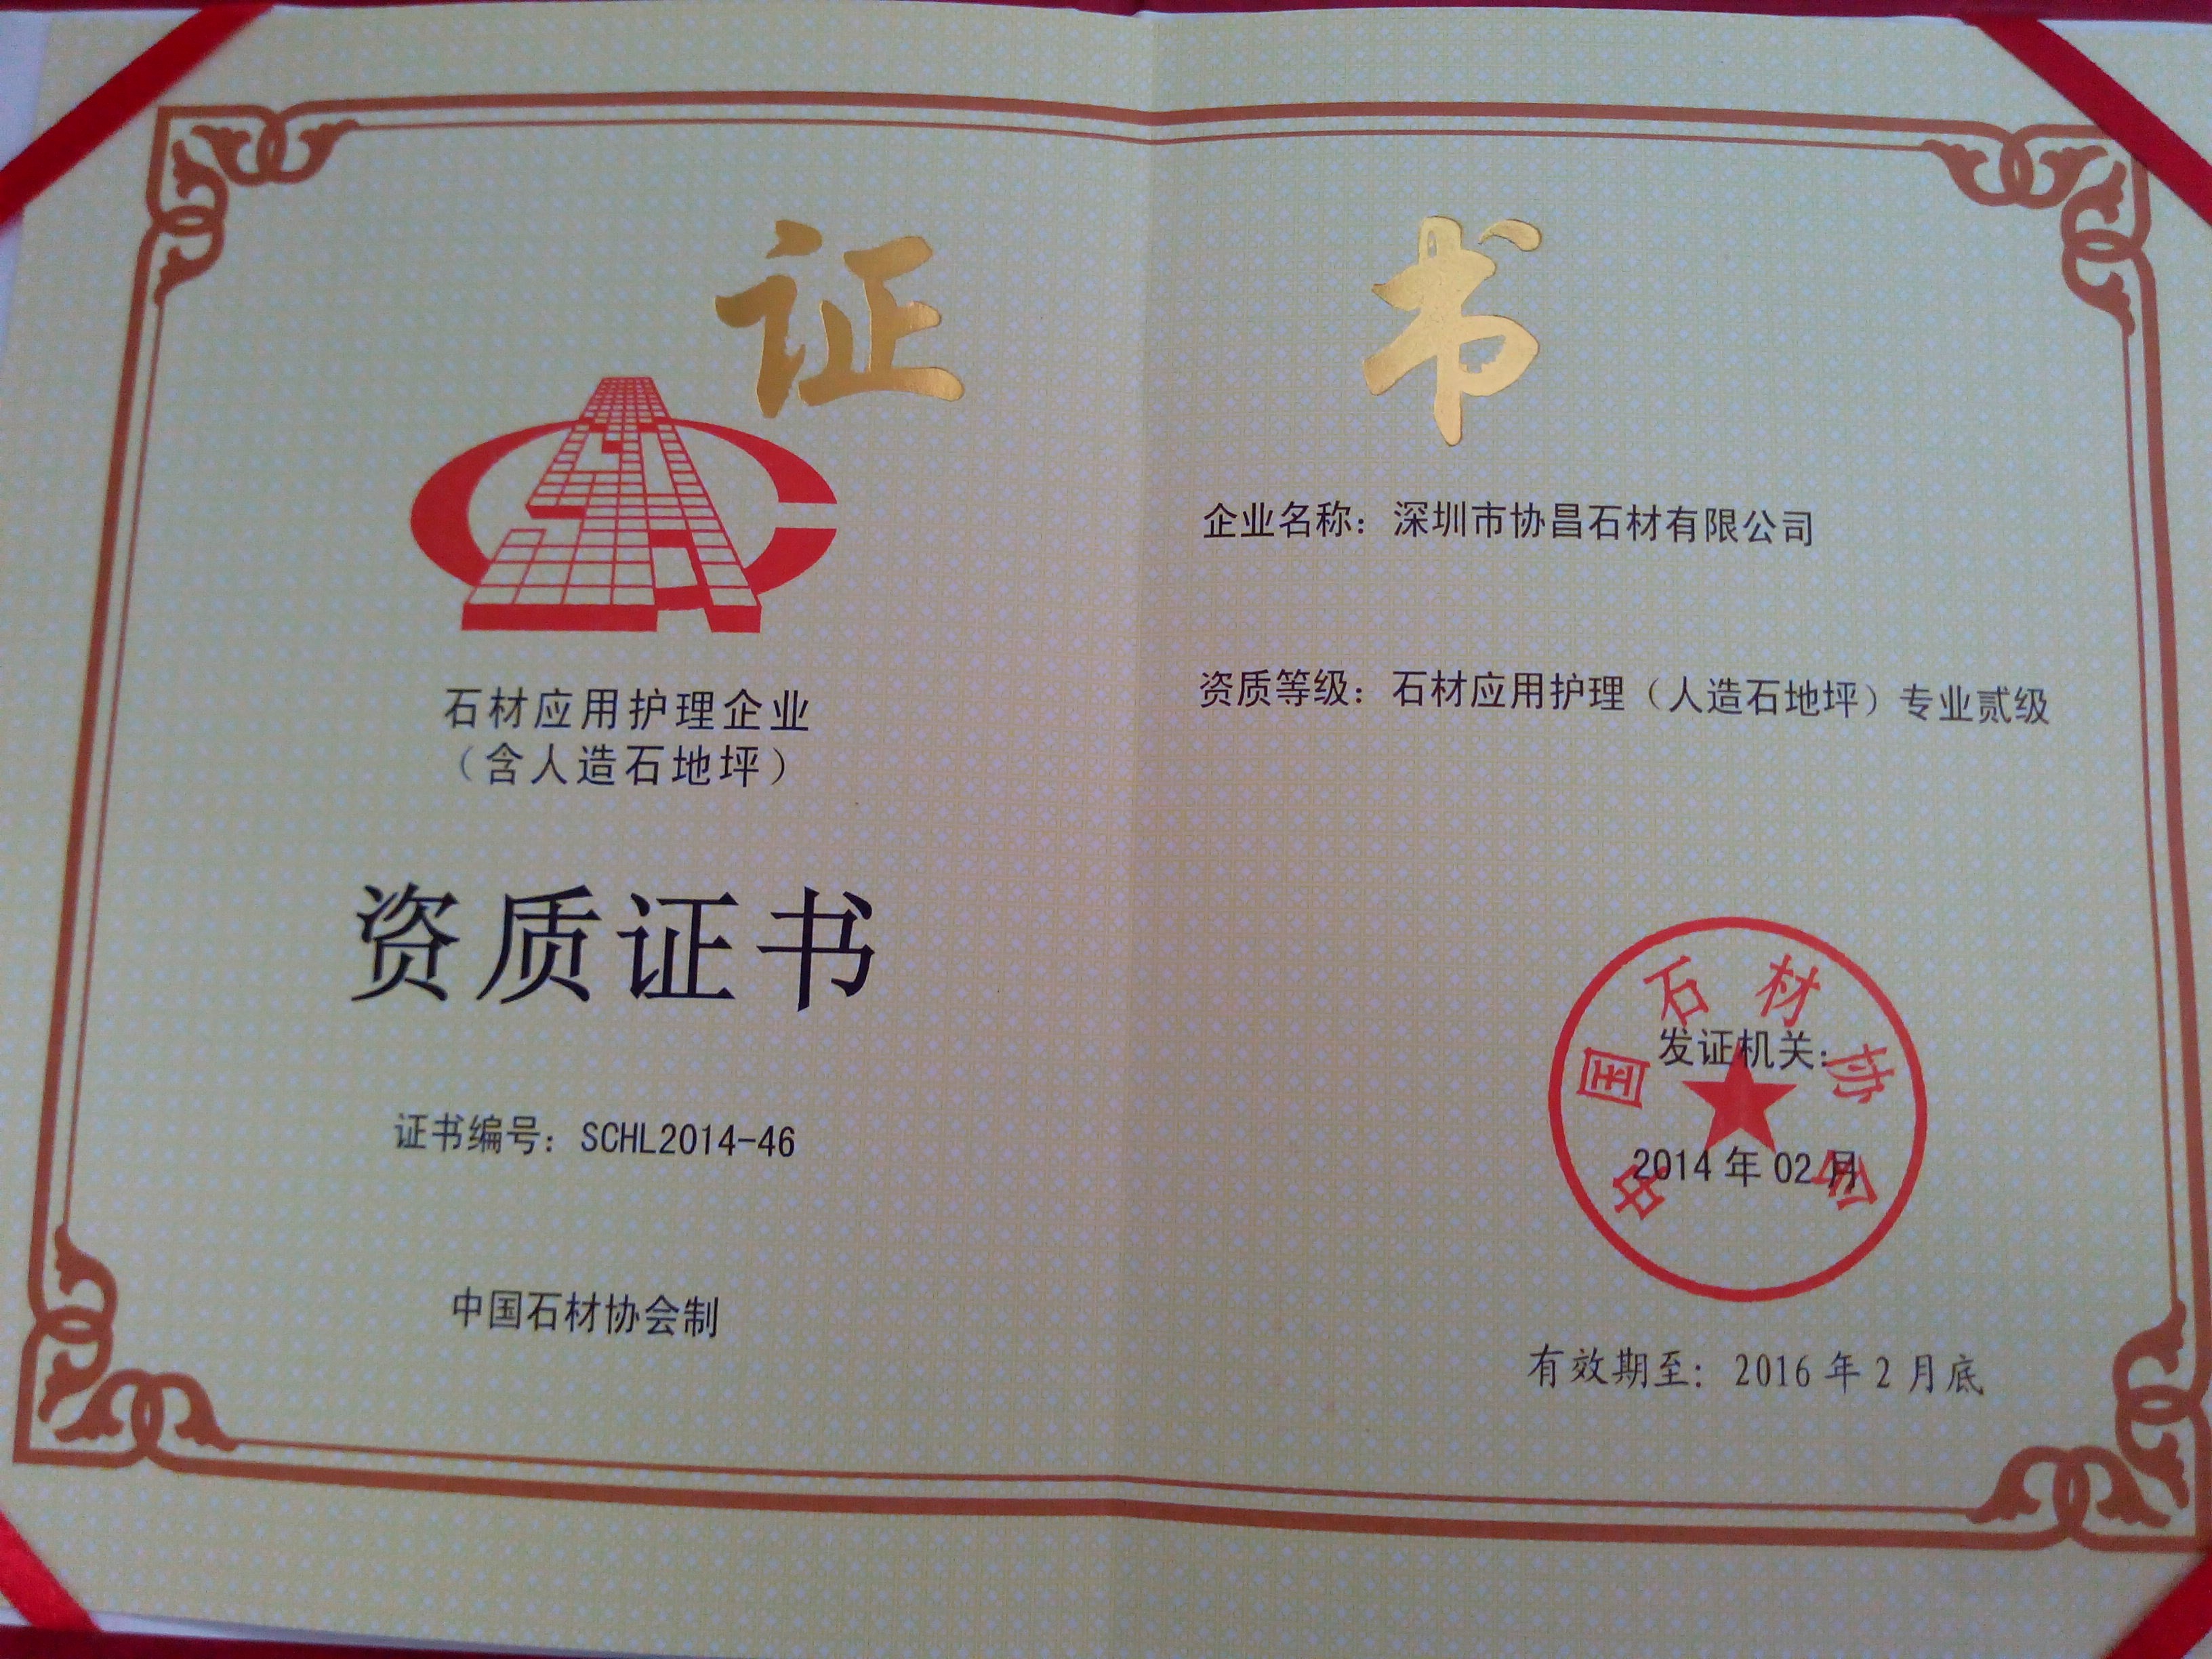 证书
石材应用护理企业
（含人造石地坪）
资质证书
证书编号：SCHL2014-46
中国石材协会制
企业名称：深圳市协昌石材有限公司
资质等级：石材应用护理（人造石地坪）专业贰级
中国石材协会
发证机关：
2014年02月
有效期至：2016年2月底